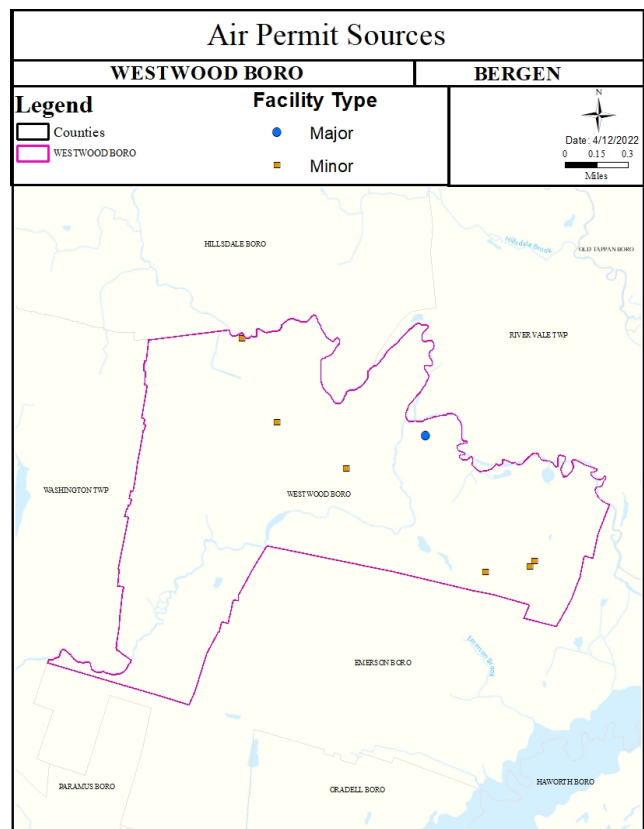 Air Permit Sources
WESTWOOD BORO
BERGEN
Legend
Counties
WESTWOOD BORO
Facility Type
Major
Minor
N
Date: 4/12/2022
0 0.15 0.3
Miles
HILLSDALE BORO
Hillsdale Brook
OLD TAPPAN BORO
RIVER VALE TWP
WASHINGTON TWP
WESTWOOD BORO
EMERSON BORO
PARAMUS BORO
ORADELL BORO
HAWORTH BORO